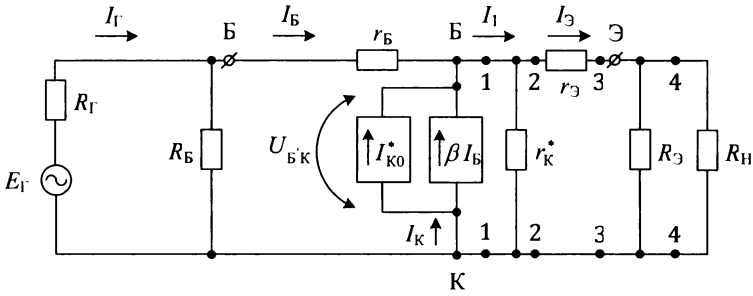 I_Г Б I_Б r_Б Б I_1 I_Э Э
1 2 r_Э 3 4
R_Г R_Б U_Б'К I*_К0 βI_Б r*_К R_Э R_Н
E_Г
I_К 1 2 3 4
К